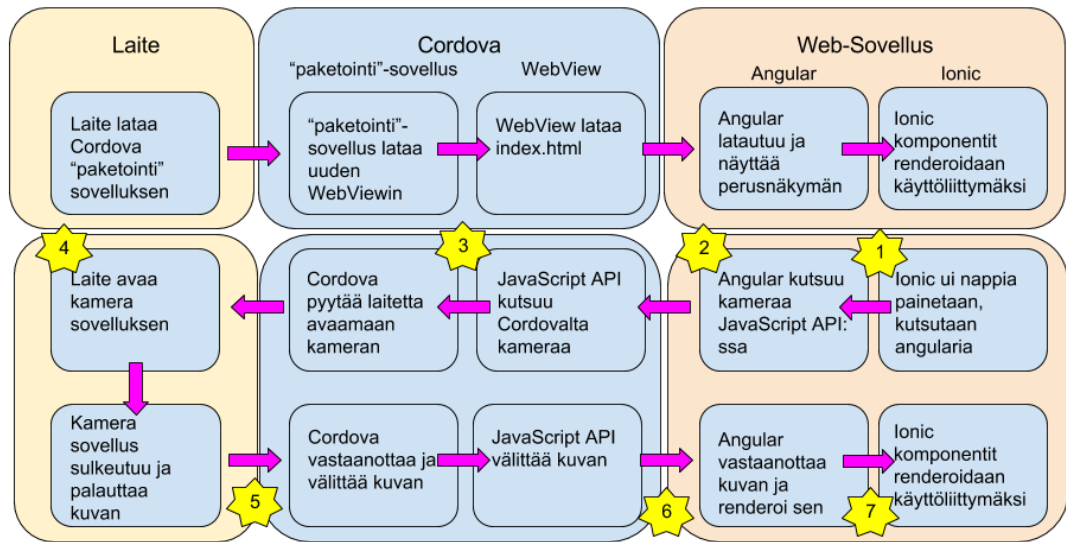 Laite
Cordova
Web-Sovellus
“paketointi”-sovellus
WebView
Angular
Ionic
Laite lataa
Cordova
“paketointi”
sovelluksen
“paketointi”-
sovellus lataa
uuden
WebViewin
WebView lataa
index.html
Angular
latautuu ja
näyttää
perusnäkymän
Ionic
komponentit
renderoidaan
käyttöliittymäksi
4
3
2
1
Laite avaa
kamera
sovelluksen
Cordova
pyytää laitetta
avaamaan
kameran
JavaScript API
kutsuu
Cordovalta
kameraa
Angular kutsuu
kameraa
JavaScript API:
ssa
Ionic ui nappia
painetaan,
kutsutaan
angularia
Kamera
sovellus
sulkeutuu ja
palauttaa
kuvan
Cordova
vastaanottaa ja
välittää kuvan
JavaScript API
välittää kuvan
Angular
vastaanottaa
kuvan ja
renderoi sen
Ionic
komponentit
renderoidaan
käyttöliittymäksi
5
6
7